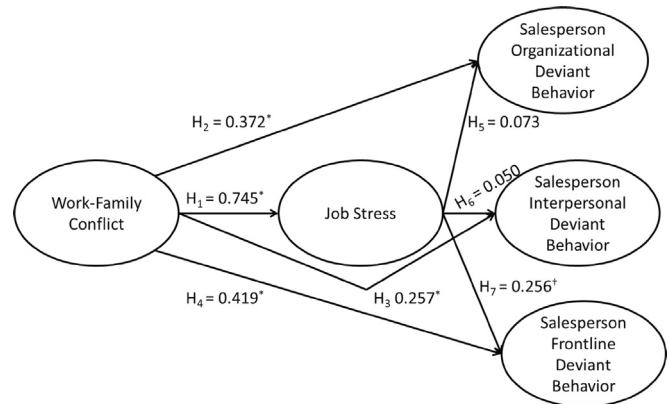 Salesperson
Organizational
Deviant
Behavior
H₂ = 0.372*
H₅ = 0.073
Work-Family
Conflict
H₁ = 0.745*
Job Stress
H₆ = 0.050
Salesperson
Interpersonal
Deviant
Behavior
H₄ = 0.419*
H₃ 0.257*
H₇ = 0.256†
Salesperson
Frontline
Deviant
Behavior